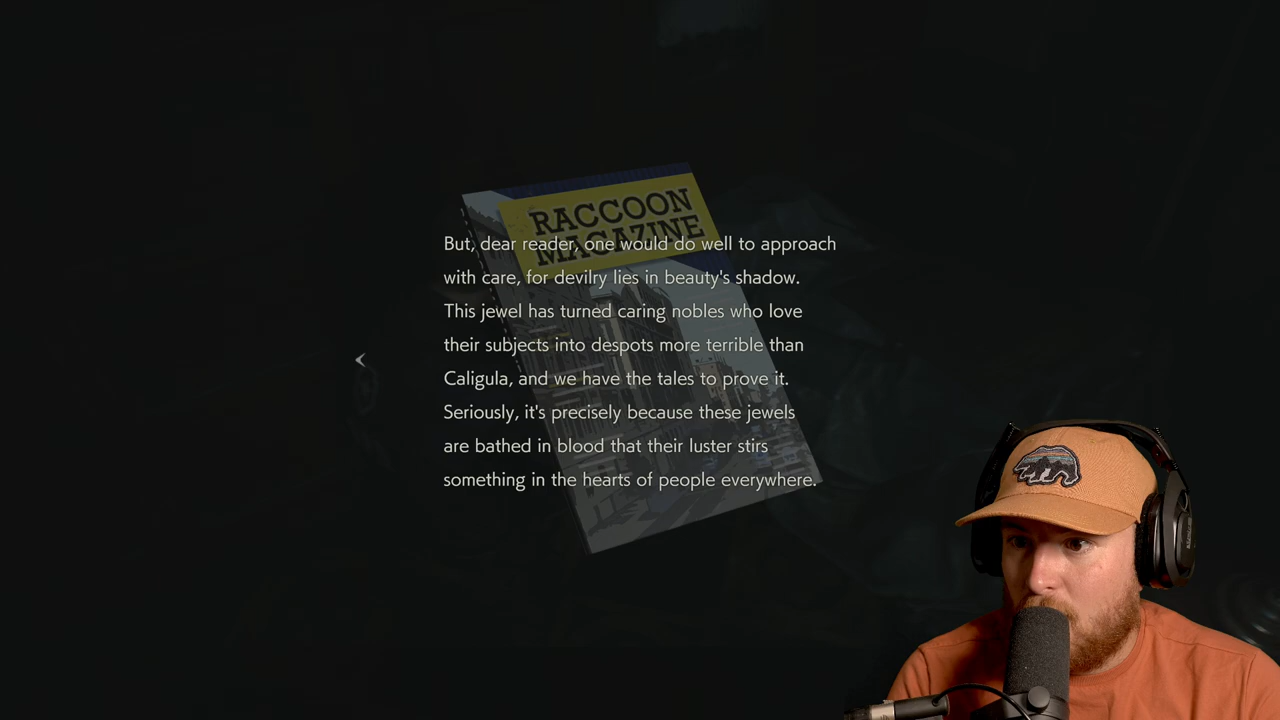 RACCOON
MAGAZINE
But, dear reader, one would do well to approach
with care, for devilry lies in beauty's shadow.
This jewel has turned caring nobles who love
their subjects into despots more terrible than
Caligula, and we have the tales to prove it.
Seriously, it's precisely because these jewels
are bathed in blood that their luster stirs
something in the hearts of people everywhere.